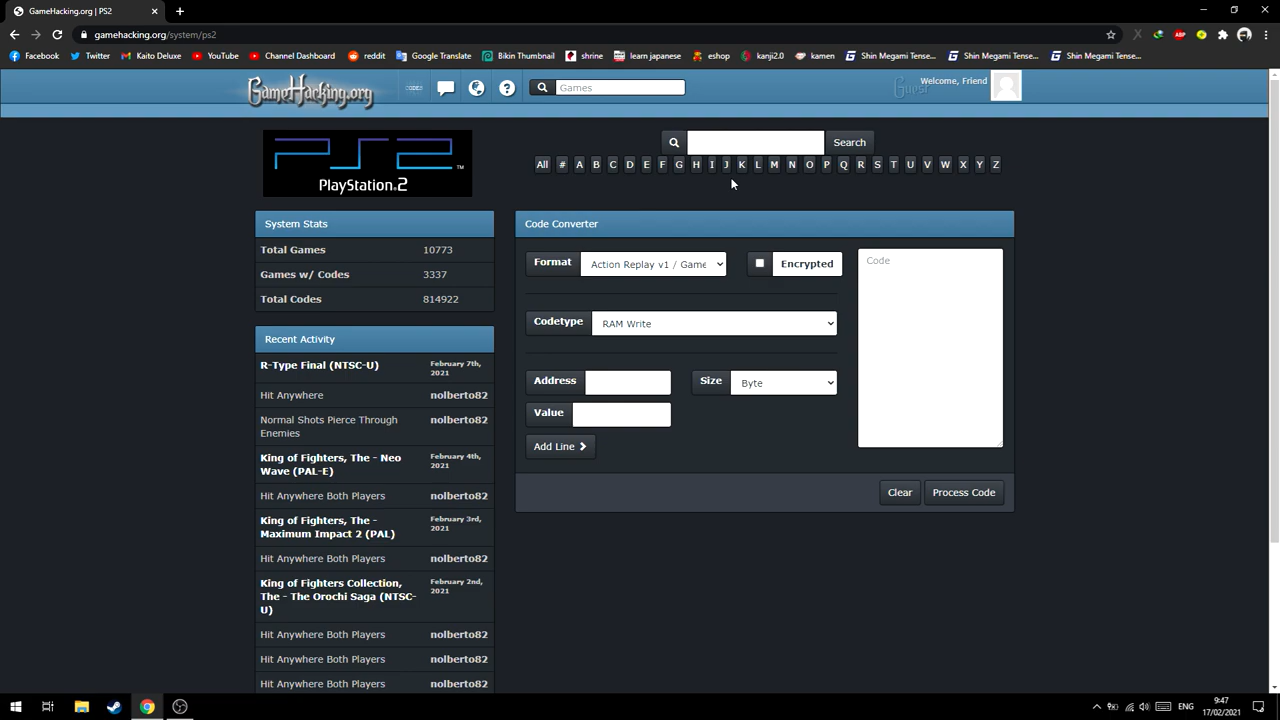 GameHacking.org | PS2
gamehacking.org/system/ps2
Facebook Twitter Kaito Deluxe YouTube Channel Dashboard reddit Google Translate Bikin Thumbnail shrine learn japanese eshop kanji2.0 kamen Shin Megami Tense... Shin Megami Tense... Shin Megami Tense...
GameHacking.org
CODES
Games
Guest
Welcome, Friend
PS2 TM
PlayStation.2
Search
All # A B C D E F G H I J K L M N O P Q R S T U V W X Y Z
System Stats
Total Games 10773
Games w/ Codes 3337
Total Codes 814922
Recent Activity
R-Type Final (NTSC-U) February 7th,
2021
Hit Anywhere nolberto82
Normal Shots Pierce Through nolberto82
Enemies
King of Fighters, The - Neo February 4th,
Wave (PAL-E) 2021
Hit Anywhere Both Players nolberto82
King of Fighters, The - February 3rd,
Maximum Impact 2 (PAL) 2021
Hit Anywhere Both Players nolberto82
King of Fighters Collection, February 2nd,
The - The Orochi Saga (NTSC- 2021
U)
Hit Anywhere Both Players nolberto82
Hit Anywhere Both Players nolberto82
Hit Anywhere Both Players nolberto82
Code Converter
Format Action Replay v1 / Game Encrypted
Code
Codetype RAM Write
Address Size Byte
Value
Add Line
Clear Process Code
ENG
9:47
17/02/2021